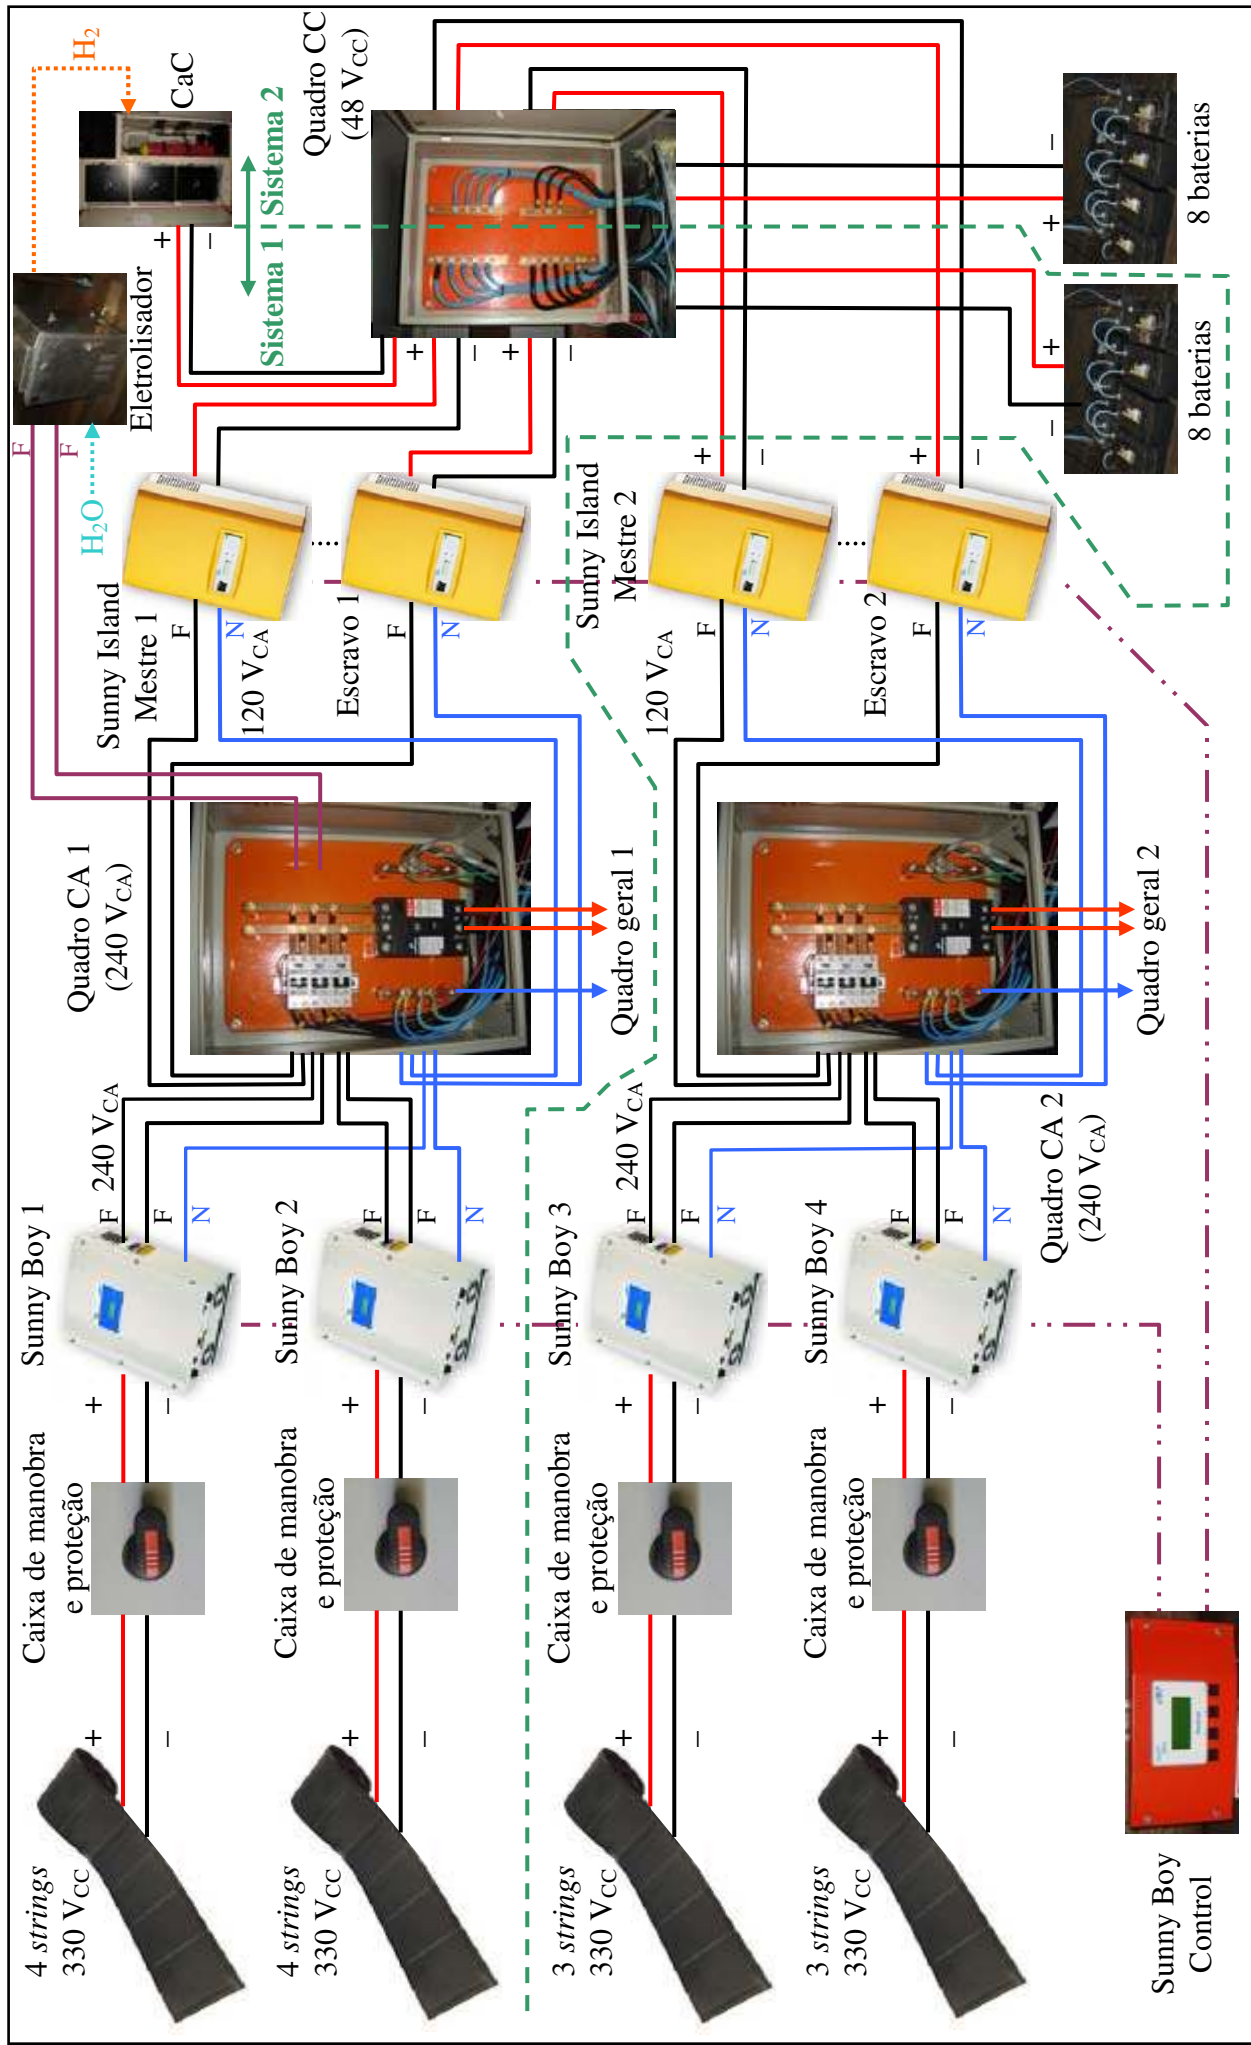 4 strings
330 VCC
Caixa de manobra
e proteção
Sunny Boy 1
+
–
+
–
F
F
N
240 VCA
Quadro CA 1
(240 VCA)
Sunny Island
Mestre 1
F
N
120 VCA
H2O
F
F
Eletrolisador
H2
CaC
+
–
Sistema 1
Sistema 2
Quadro CC
(48 VCC)
4 strings
330 VCC
Caixa de manobra
e proteção
Sunny Boy 2
+
–
+
–
F
F
N
Escravo 1
F
N
+
–
+
–
Quadro geral 1
3 strings
330 VCC
Caixa de manobra
e proteção
Sunny Boy 3
+
–
+
–
F
F
N
240 VCA
Sunny Island
Mestre 2
120 VCA
F
N
+
–
3 strings
330 VCC
Caixa de manobra
e proteção
Sunny Boy 4
+
–
+
–
F
F
N
Quadro CA 2
(240 VCA)
Escravo 2
F
N
+
–
Quadro geral 2
–
+
8 baterias
+
–
8 baterias
Sunny Boy
Control